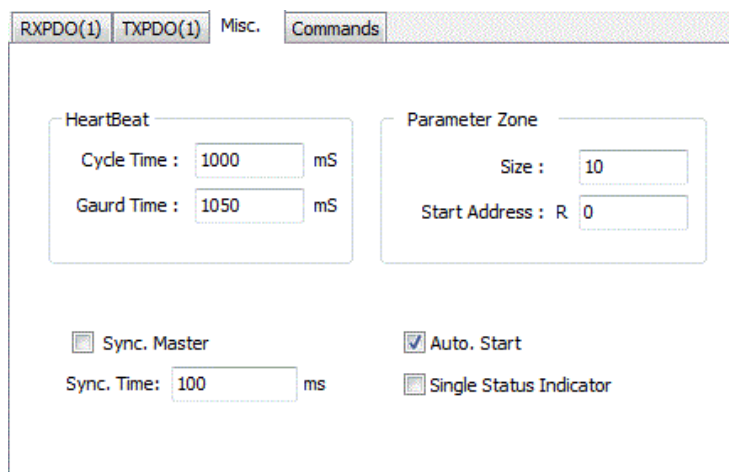 RXPDO(1) TXPDO(1) Misc. Commands
HeartBeat
Cycle Time : 1000 mS
Gaurd Time : 1050 mS
Parameter Zone
Size : 10
Start Address : R 0
Sync. Master
Sync. Time: 100 ms
Auto. Start
Single Status Indicator